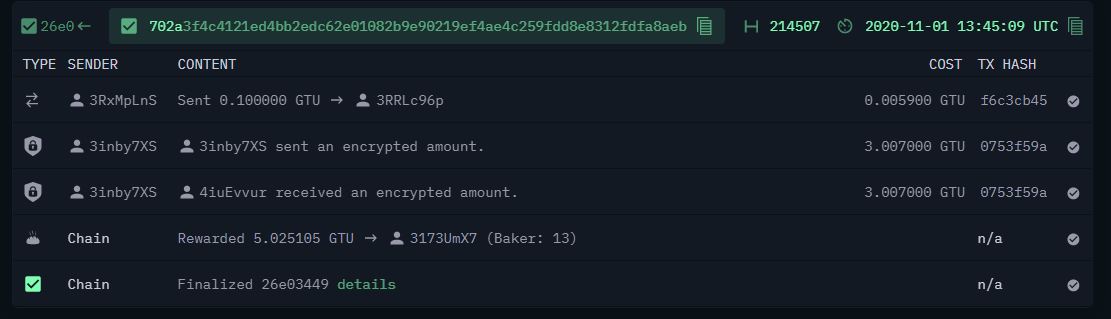 26e0← 702a3f4c4121ed4bb2edc62e01082b9e90219ef4ae4c259fdd8e8312fdfa8aeb 214507 2020-11-01 13:45:09 UTC
TYPE SENDER CONTENT COST TX HASH
3RxMpLnS Sent 0.100000 GTU → 3RRLc96p 0.005900 GTU f6c3cb45
3inby7XS 3inby7XS sent an encrypted amount. 3.007000 GTU 0753f59a
3inby7XS 4iuEvvur received an encrypted amount. 3.007000 GTU 0753f59a
Chain Rewarded 5.025105 GTU → 3173UmX7 (Baker: 13) n/a
Chain Finalized 26e03449 details n/a